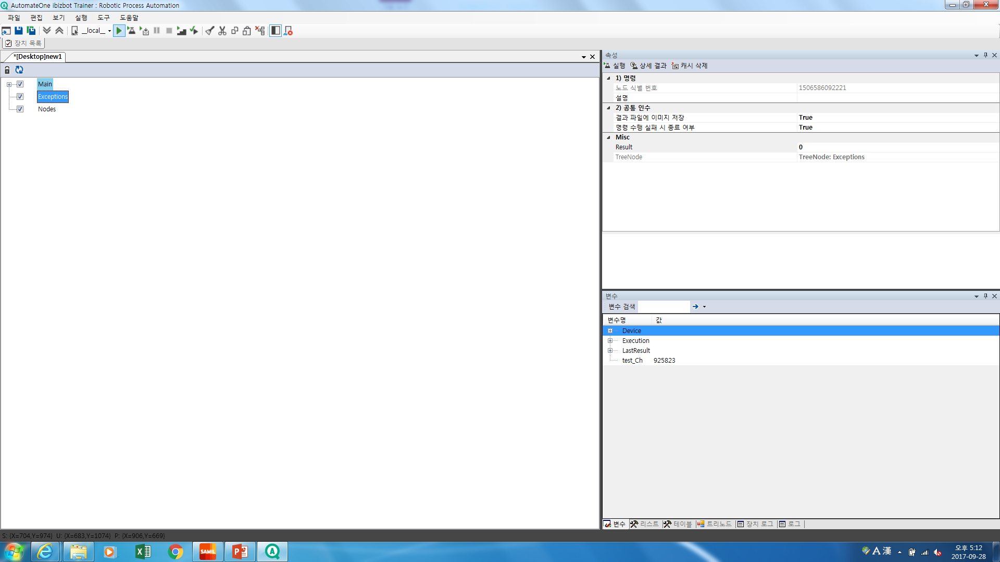 AutomateOne ibizbot Trainer : Robotic Process Automation
파일 편집 보기 실행 도구 도움말
__local__
장치 목록
*[Desktop]new1
Main
Exceptions
Nodes
속성
실행 상세 결과 캐시 삭제
1) 명령
노드 식별 번호 1506586092221
설명
2) 공통 인수
결과 파일에 이미지 저장 True
명령 수행 실패 시 종료 여부 True
Misc
Result 0
TreeNode TreeNode: Exceptions
변수
변수 검색
변수명 값
Device
Execution
LastResult
test_Ch 925823
변수 리스트 테이블 트리노드 장치 로그 로그
S: {X=704,Y=974} U: {X=683,Y=1074} P: {X=906,Y=669}
SAMIL
A 漢
오후 5:12
2017-09-28